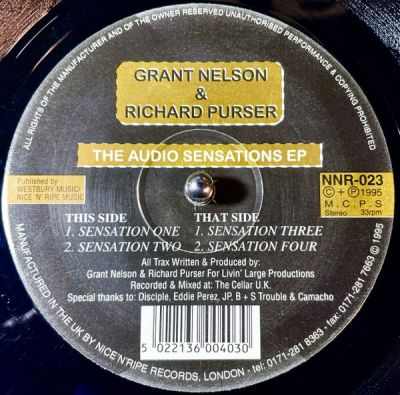 ALL RIGHTS OF THE MANUFACTURER AND OF THE OWNER RESERVED UNAUTHORISED PERFORMANCE & COPYING PROHIBITED
GRANT NELSON
&
RICHARD PURSER
THE AUDIO SENSATIONS EP
Published by
WESTBURY MUSIC/
NICE 'N' RIPE MUSIC
NNR-023
© + ℗ 1995
M. C. P. S
Stereo 33rpm
THIS SIDE
1. SENSATION ONE
2. SENSATION TWO
THAT SIDE
1. SENSATION THREE
2. SENSATION FOUR
All Trax Written & Produced by
Grant Nelson & Richard Purser For Livin' Large Productions
Recorded & Mixed at: The Cellar U.K.
Special thanks to: Disciple, Eddie Perez, JP, B + S Trouble & Camacho
5 022136 004030
MANUFACTURED IN THE UK BY NICE'N'RIPE RECORDS, LONDON - tel: 0171-281 8363 - fax: 0171-281 7663 © 1995